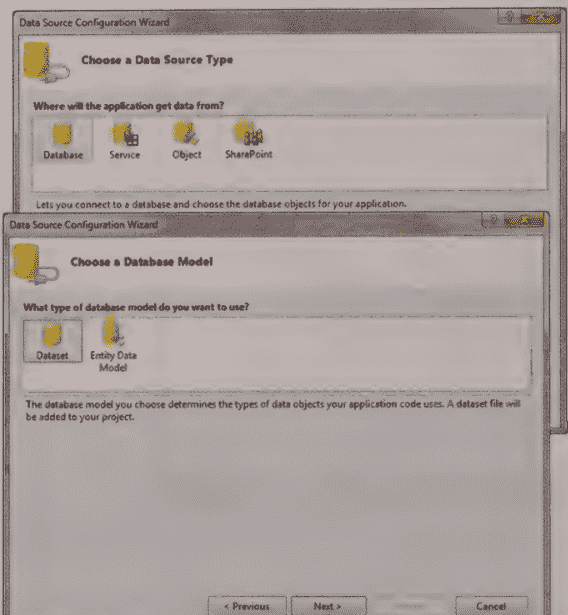 Data Source Configuration Wizard
Choose a Data Source Type
Where will the application get data from?
Database
Service
Object
SharePoint
Lets you connect to a database and choose the database objects for your application.
Data Source Configuration Wizard
Choose a Database Model
What type of database model do you want to use?
Dataset
Entity Data
Model
The database model you choose determines the types of data objects your application code uses. A dataset file will
be added to your project.
< Previous
Next >
Cancel